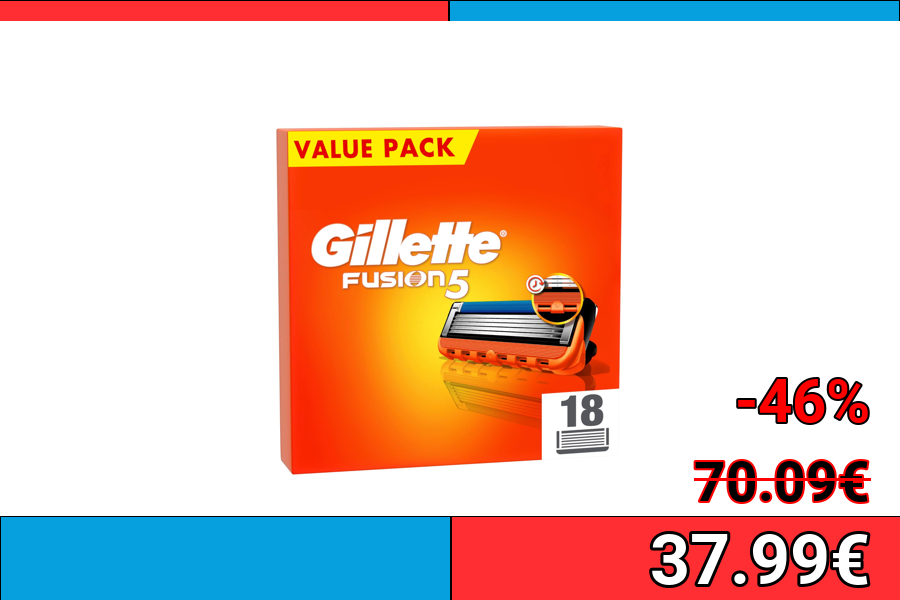 VALUE PACK
Gillette®
FUSION5
18
-46%
70.09€
37.99€